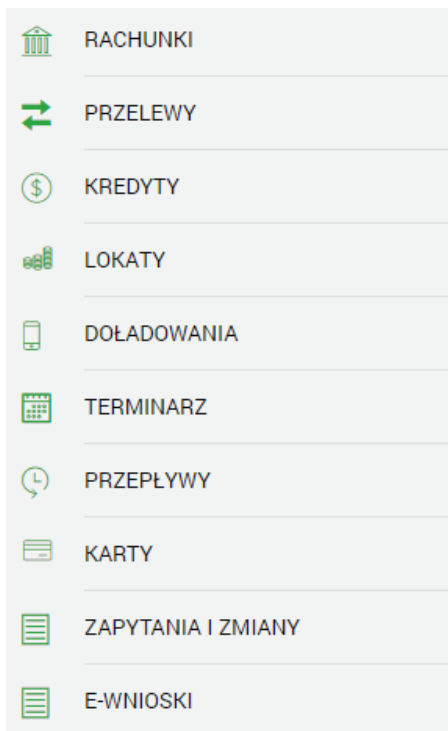 RACHUNKI
PRZELEWY
KREDYTY
LOKATY
DOŁADOWANIA
TERMINARZ
PRZEPŁYWY
KARTY
ZAPYTANIA I ZMIANY
E-WNIOSKI